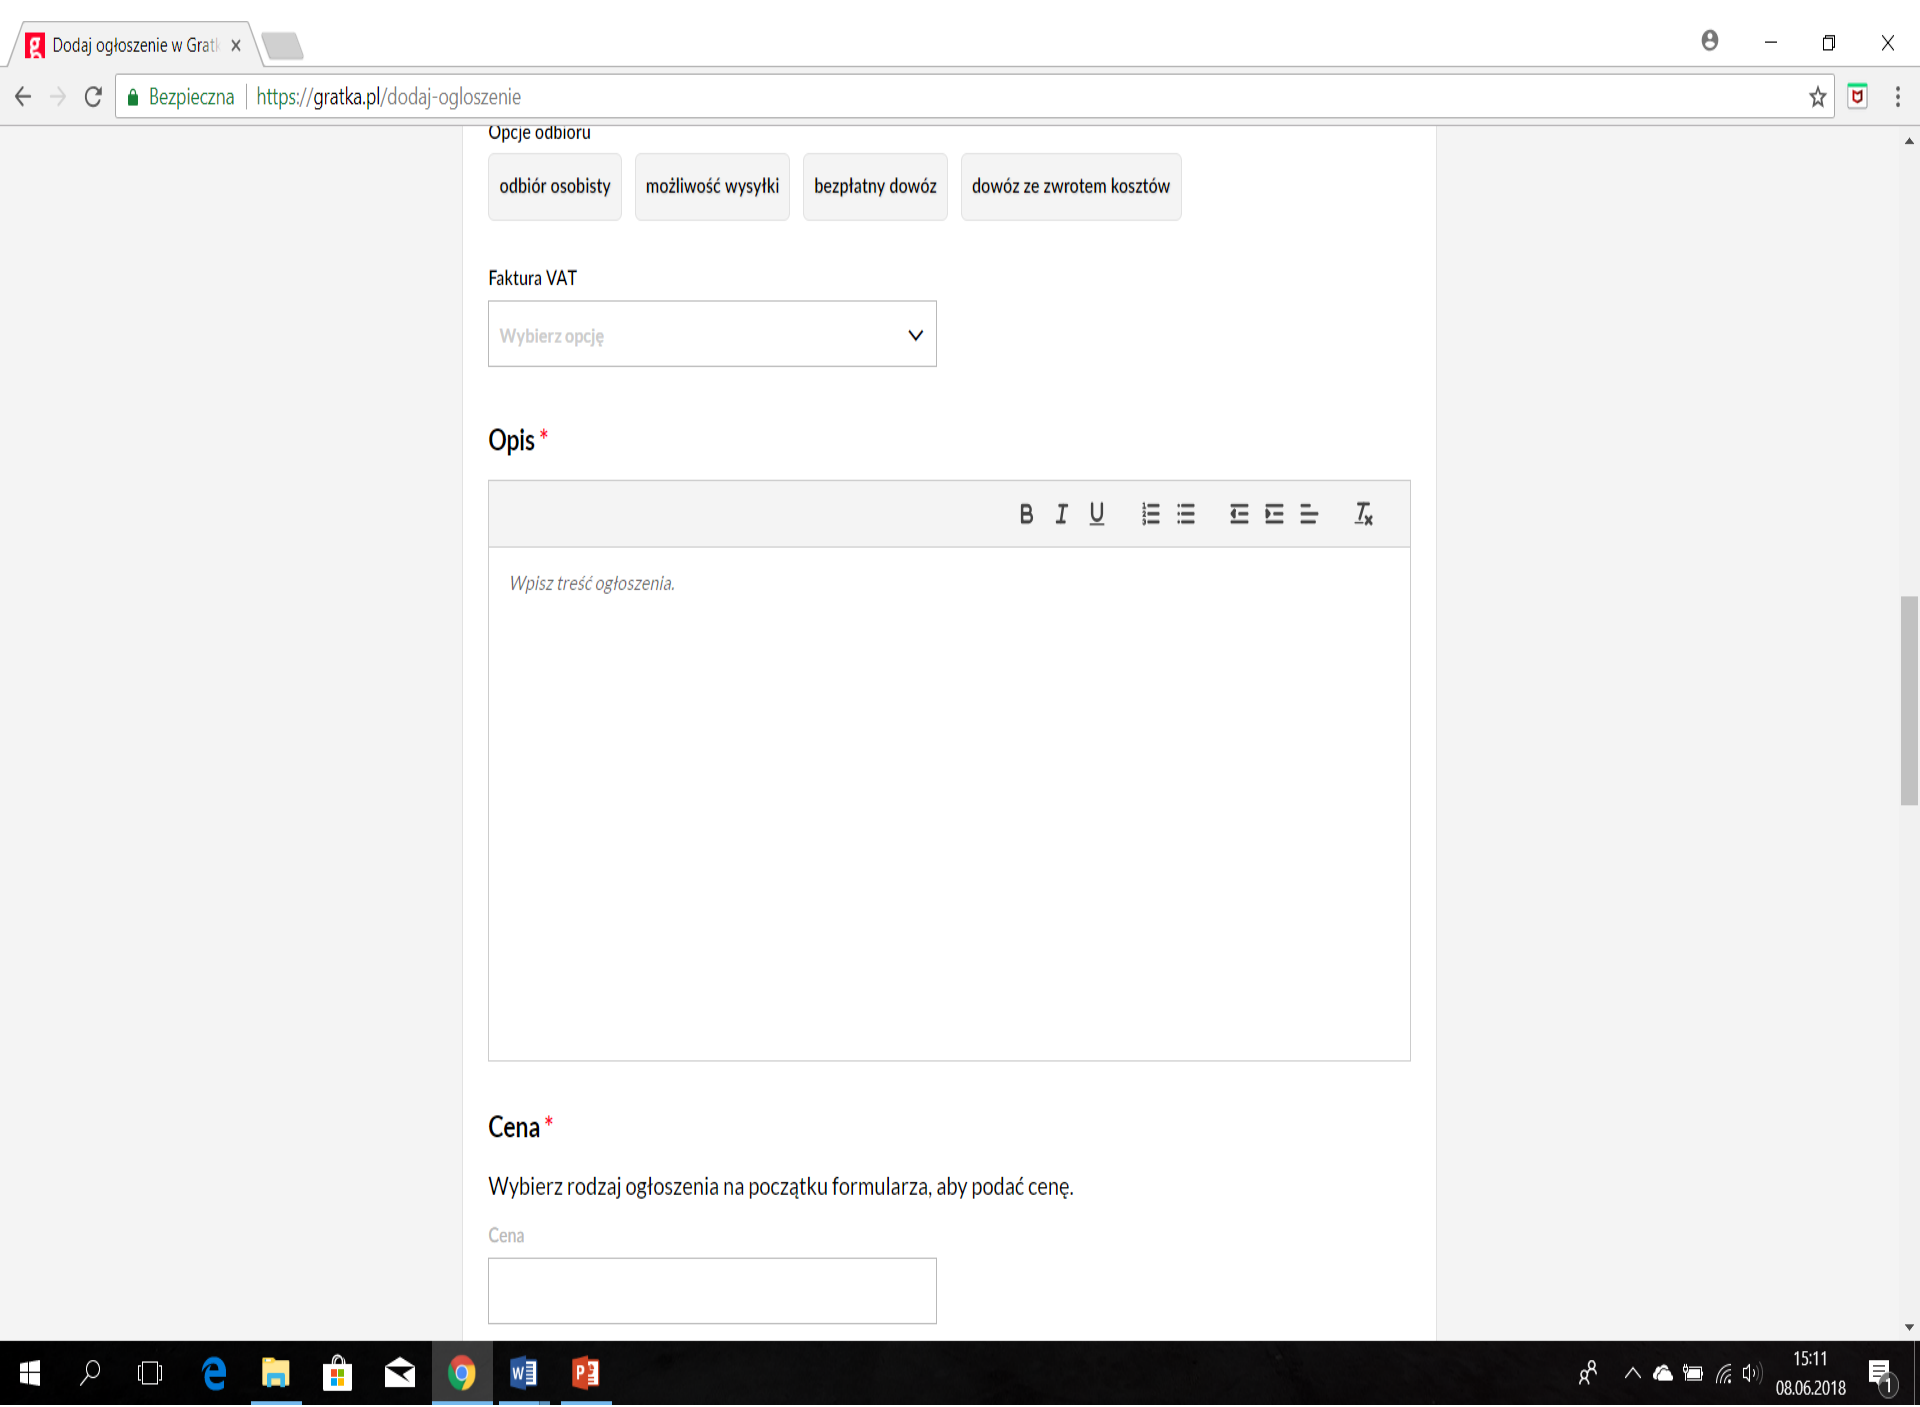 Dodaj ogłoszenie w Grat
Bezpieczna https://gratka.pl/dodaj-ogloszenie
Opcje odbioru
odbiór osobisty możliwość wysyłki bezpłatny dowóz dowóz ze zwrotem kosztów
Faktura VAT
Wybierz opcję
Opis *
B I U
Wpisz treść ogłoszenia.
Cena *
Wybierz rodzaj ogłoszenia na początku formularza, aby podać cenę.
Cena
15:11
08.06.2018
1